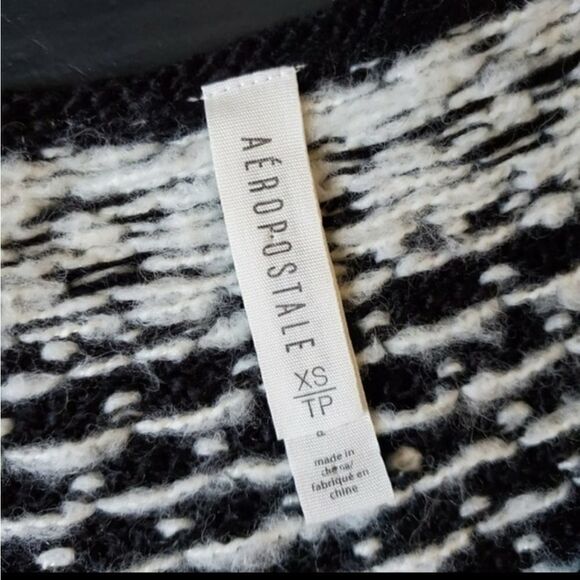 AÉROPOSTALE
XS
TP
made in
china/
fabriqué en
chine